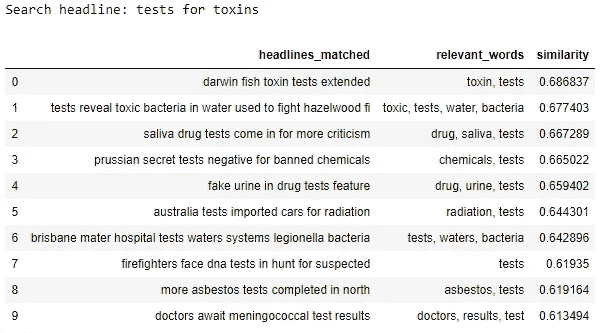 Search headline: tests for toxins
headlines_matched relevant_words similarity
0 darwin fish toxin tests extended toxin, tests 0.686837
1 tests reveal toxic bacteria in water used to fight hazelwood fi toxic, tests, water, bacteria 0.677403
2 saliva drug tests come in for more criticism drug, saliva, tests 0.667289
3 prussian secret tests negative for banned chemicals chemicals, tests 0.665022
4 fake urine in drug tests feature drug, urine, tests 0.659402
5 australia tests imported cars for radiation radiation, tests 0.644301
6 brisbane mater hospital tests waters systems legionella bacteria tests, waters, bacteria 0.642896
7 firefighters face dna tests in hunt for suspected tests 0.61935
8 more asbestos tests completed in north asbestos, tests 0.619164
9 doctors await meningococcal test results doctors, results, test 0.613494